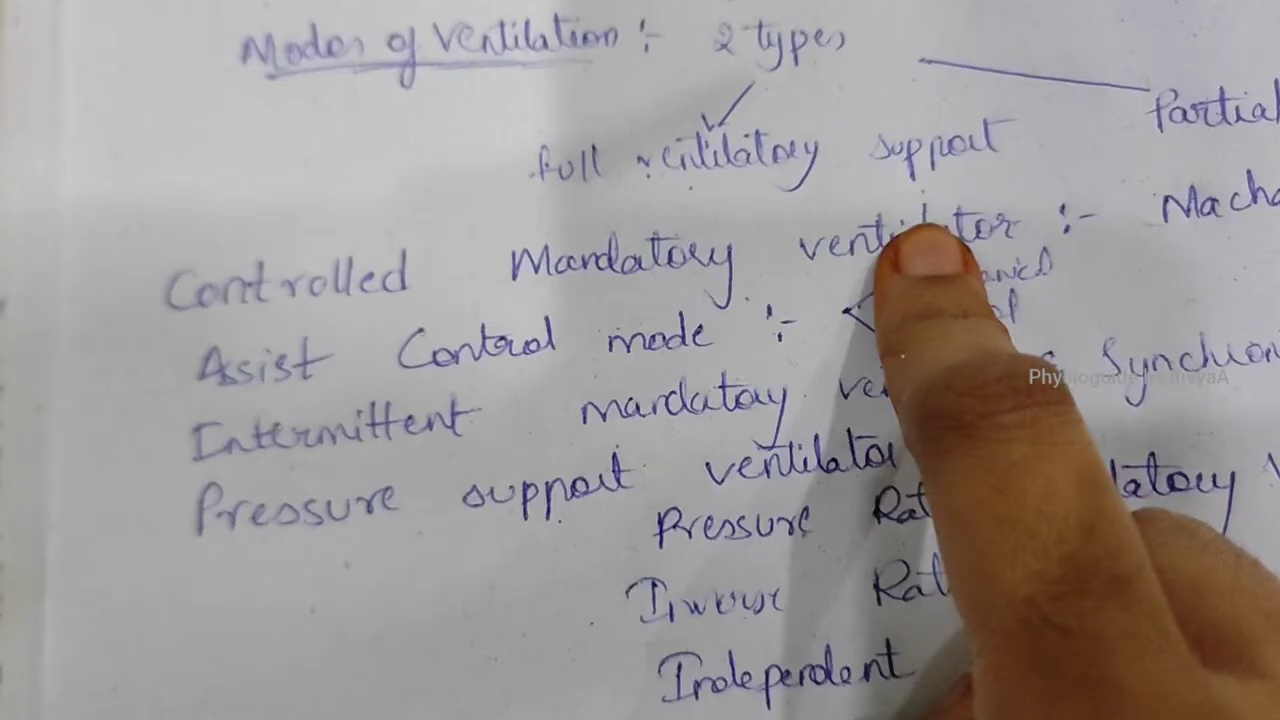 Modes of Ventilation :- 2 types
Full ventilatory support Partial
Controlled Mandatory ventilator :- Mecha
Assist Control mode :-
Intermittent mandatory Synchron
Pressure support ventilator
Pressure
Inverse
Independent